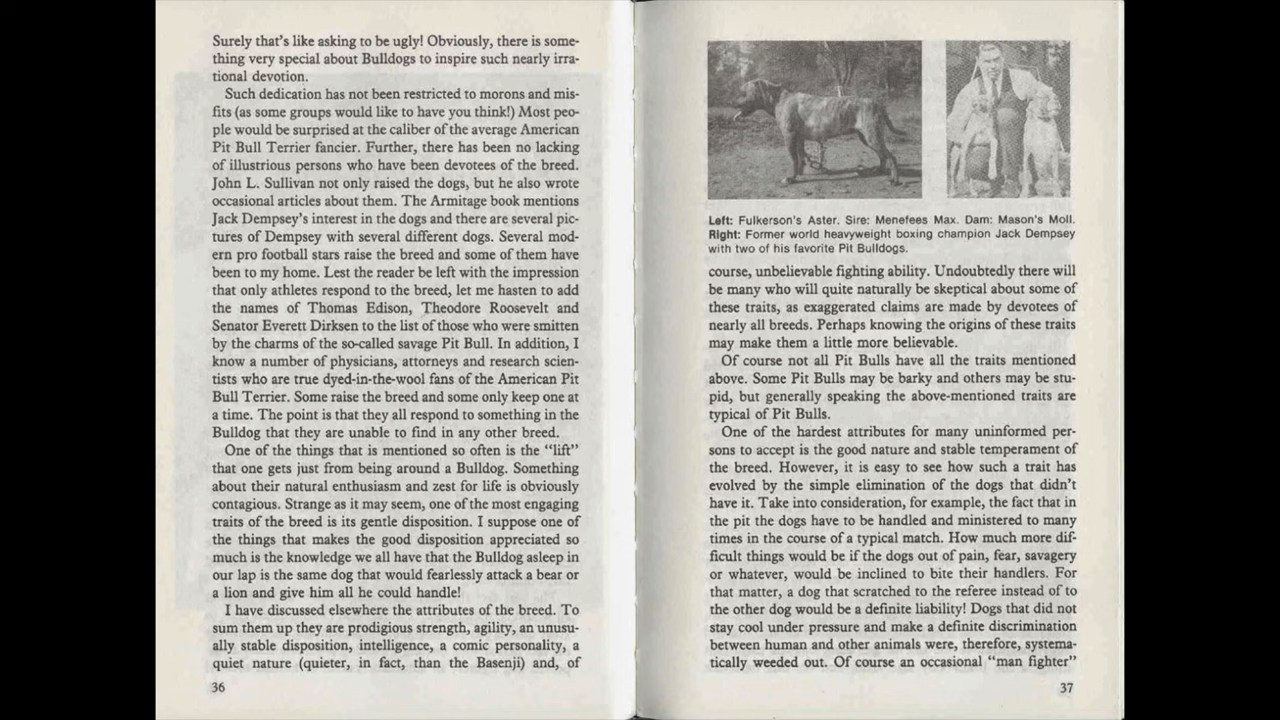 Surely that's like asking to be ugly! Obviously, there is some-
thing very special about Bulldogs to inspire such nearly irra-
tional devotion.
Such dedication has not been restricted to morons and mis-
fits (as some groups would like to have you think!) Most peo-
ple would be surprised at the caliber of the average American
Pit Bull Terrier fancier. Further, there has been no lacking
of illustrious persons who have been devotees of the breed.
John L. Sullivan not only raised the dogs, but he also wrote
occasional articles about them. The Armitage book mentions
Jack Dempsey's interest in the dogs and there are several pic-
tures of Dempsey with several different dogs. Several mod-
ern pro football stars raise the breed and some of them have
been to my home. Lest the reader be left with the impression
that only athletes respond to the breed, let me hasten to add
the names of Thomas Edison, Theodore Roosevelt and
Senator Everett Dirksen to the list of those who were smitten
by the charms of the so-called savage Pit Bull. In addition, I
know a number of physicians, attorneys and research scien-
tists who are true dyed-in-the-wool fans of the American Pit
Bull Terrier. Some raise the breed and some only keep one at
a time. The point is that they all respond to something in the
Bulldog that they are unable to find in any other breed.
One of the things that is mentioned so often is the "lift"
that one gets just from being around a Bulldog. Something
about their natural enthusiasm and zest for life is obviously
contagious. Strange as it may seem, one of the most engaging
traits of the breed is its gentle disposition. I suppose one of
the things that makes the good disposition appreciated so
much is the knowledge we all have that the Bulldog asleep in
our lap is the same dog that would fearlessly attack a bear or
a lion and give him all he could handle!
I have discussed elsewhere the attributes of the breed. To
sum them up they are prodigious strength, agility, an unusu-
ally stable disposition, intelligence, a comic personality, a
quiet nature (quieter, in fact, than the Basenji) and, of
36
Left: Fulkerson's Aster. Sire: Menefees Max. Dam: Mason's Moll.
Right: Former world heavyweight boxing champion Jack Dempsey
with two of his favorite Pit Bulldogs.
course, unbelievable fighting ability. Undoubtedly there will
be many who will quite naturally be skeptical about some of
these traits, as exaggerated claims are made by devotees of
nearly all breeds. Perhaps knowing the origins of these traits
may make them a little more believable.
Of course not all Pit Bulls have all the traits mentioned
above. Some Pit Bulls may be barky and others may be stu-
pid, but generally speaking the above-mentioned traits are
typical of Pit Bulls.
One of the hardest attributes for many uninformed per-
sons to accept is the good nature and stable temperament of
the breed. However, it is easy to see how such a trait has
evolved by the simple elimination of the dogs that didn't
have it. Take into consideration, for example, the fact that in
the pit the dogs have to be handled and ministered to many
times in the course of a typical match. How much more dif-
ficult things would be if the dogs out of pain, fear, savagery
or whatever, would be inclined to bite their handlers. For
that matter, a dog that scratched to the referee instead of to
the other dog would be a definite liability! Dogs that did not
stay cool under pressure and make a definite discrimination
between human and other animals were, therefore, systema-
tically weeded out. Of course an occasional "man fighter"
37